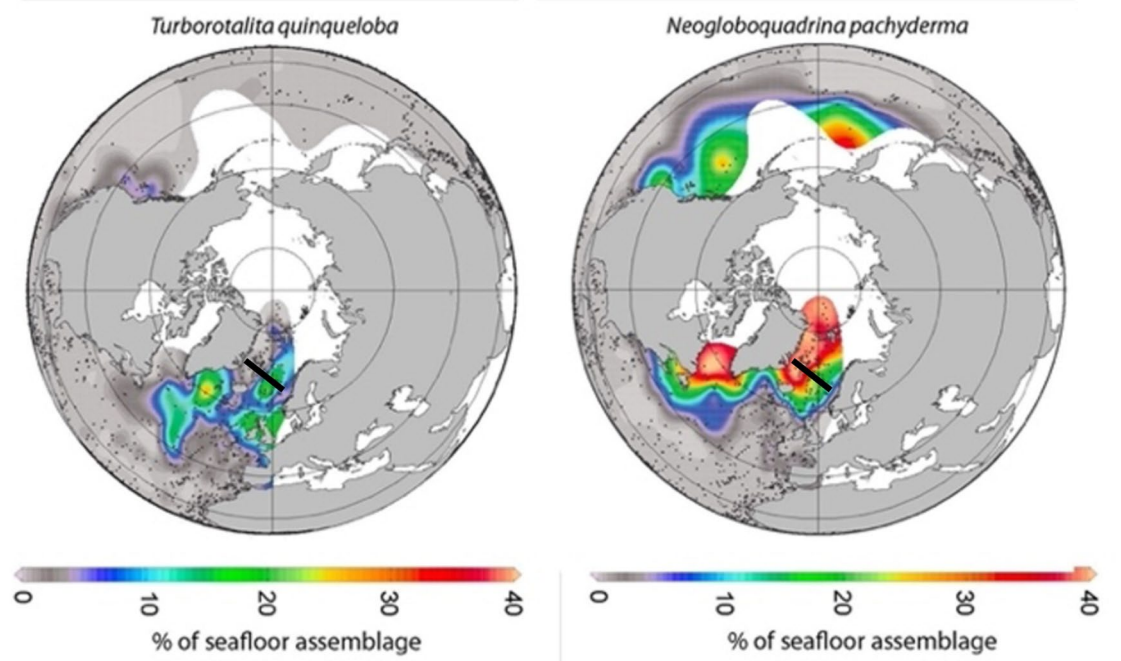 Turborotalita quinqueloba
Neogloboquadrina pachyderma
0 10 20 30 40
0 10 20 30 40
% of seafloor assemblage
% of seafloor assemblage